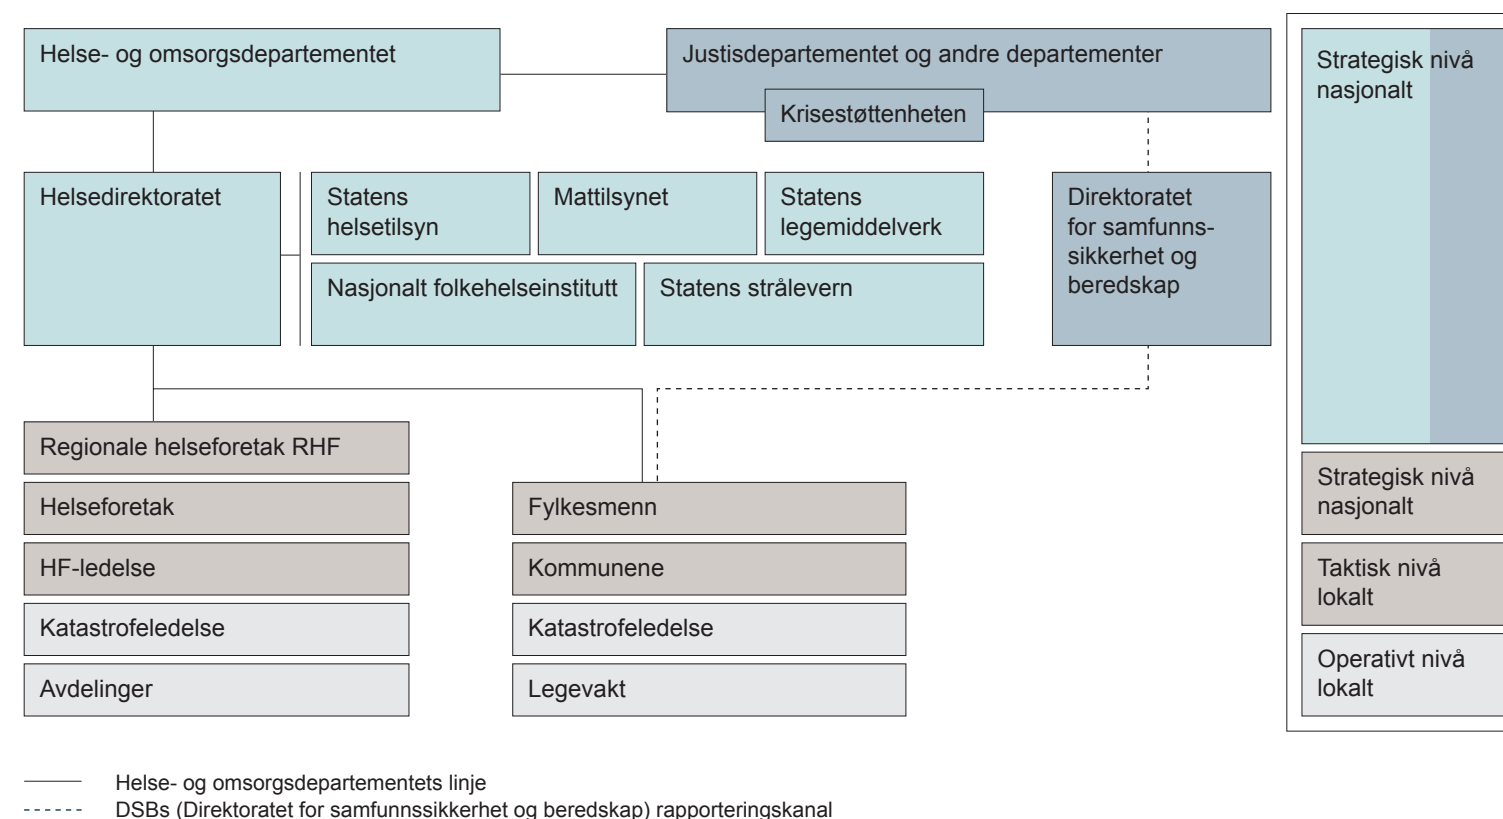 Helse- og omsorgsdepartementet
Justisdepartementet og andre departementer
Krisestøttenheten
Helsedirektoratet
Statens
helsetilsyn
Mattilsynet
Statens
legemiddelverk
Nasjonalt folkehelseinstitutt
Statens strålevern
Direktoratet
for samfunns-
sikkerhet og
beredskap
Regionale helseforetak RHF
Helseforetak
HF-ledelse
Katastrofeledelse
Avdelinger
Fylkesmenn
Kommunene
Katastrofeledelse
Legevakt
Strategisk nivå
nasjonalt
Strategisk nivå
nasjonalt
Taktisk nivå
lokalt
Operativt nivå
lokalt
Helse- og omsorgsdepartementets linje
DSBs (Direktoratet for samfunnssikkerhet og beredskap) rapporteringskanal